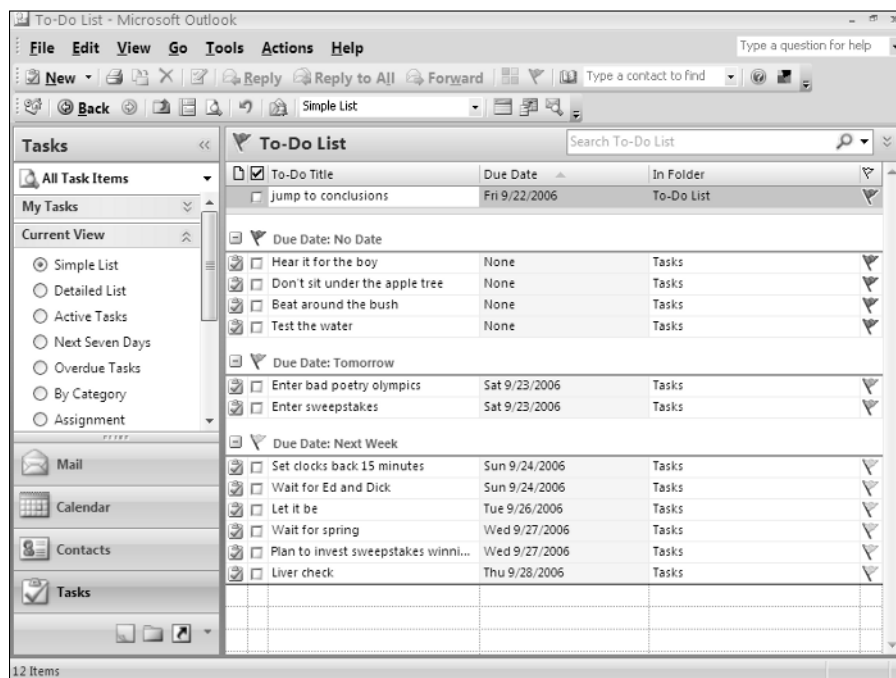 To-Do List - Microsoft Outlook
File Edit View Go Tools Actions Help Type a question for help
New Reply Reply to All Forward Type a contact to find
Back Simple List
Tasks
To-Do List Search To-Do List
All Task Items
To-Do Title Due Date In Folder
jump to conclusions Fri 9/22/2006 To-Do List
My Tasks
Current View
Simple List
Detailed List
Active Tasks
Next Seven Days
Overdue Tasks
By Category
Assignment
Due Date: No Date
Hear it for the boy None Tasks
Don't sit under the apple tree None Tasks
Beat around the bush None Tasks
Test the water None Tasks
Due Date: Tomorrow
Enter bad poetry olympics Sat 9/23/2006 Tasks
Enter sweepstakes Sat 9/23/2006 Tasks
Due Date: Next Week
Set clocks back 15 minutes Sun 9/24/2006 Tasks
Wait for Ed and Dick Sun 9/24/2006 Tasks
Let it be Tue 9/26/2006 Tasks
Wait for spring Wed 9/27/2006 Tasks
Plan to invest sweepstakes winni... Wed 9/27/2006 Tasks
Liver check Thu 9/28/2006 Tasks
Mail
Calendar
Contacts
Tasks
12 Items